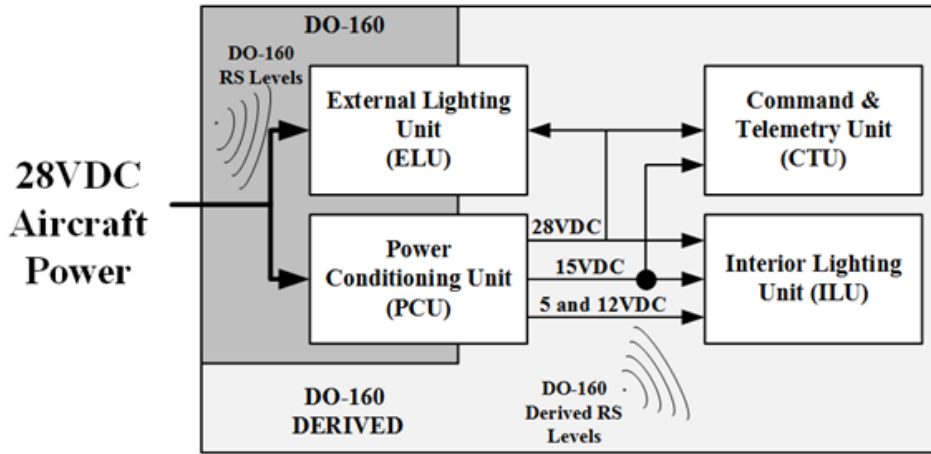 DO-160
DO-160
RS Levels
External Lighting
Unit
(ELU)
Command &
Telemetry Unit
(CTU)
28VDC
Aircraft
Power
Power
Conditioning Unit
(PCU)
28VDC
15VDC
5 and 12VDC
Interior Lighting
Unit (ILU)
DO-160
DERIVED
DO-160
Derived RS
Levels